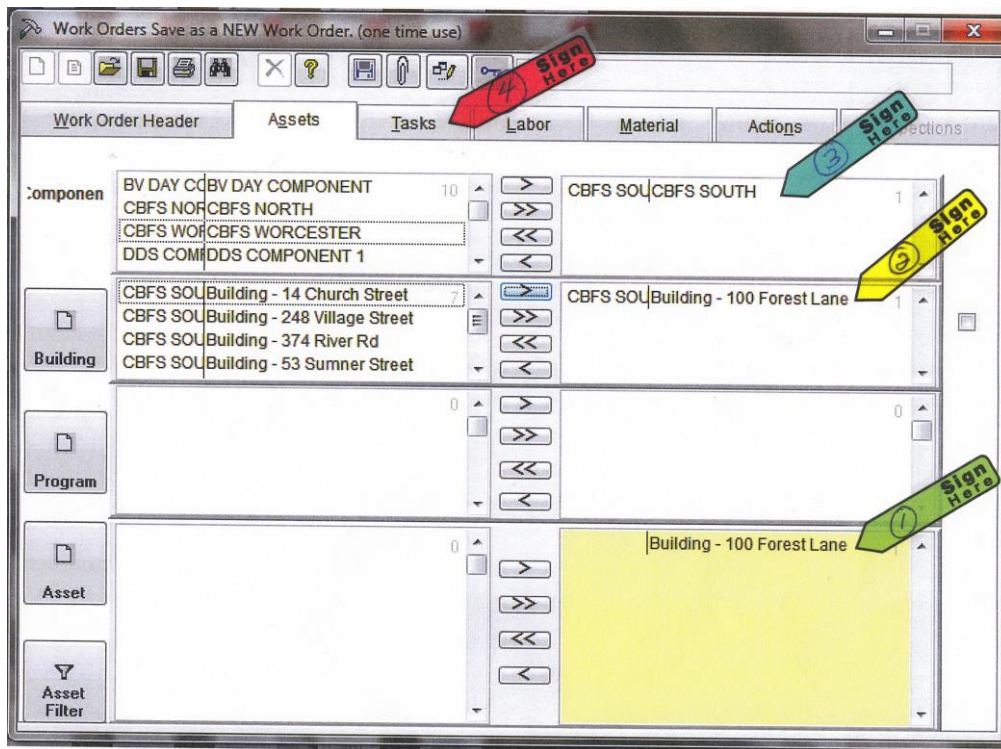 Work Orders Save as a NEW Work Order. (one time use)
4 Sign Here
Work Order Header Assets Tasks Labor Material Actions
3 Sign Here
Componen
BV DAY CO BV DAY COMPONENT 10
CBFS NOR CBFS NORTH
CBFS WOR CBFS WORCESTER
DDS COM DDS COMPONENT 1
>
>>
<<
<
CBFS SOU CBFS SOUTH 1
2 Sign Here
Building
CBFS SOU Building - 14 Church Street 7
CBFS SOU Building - 248 Village Street
CBFS SOU Building - 374 River Rd
CBFS SOU Building - 53 Sumner Street
>
>>
<<
<
CBFS SOU Building - 100 Forest Lane 1
Program
0
>
>>
<<
<
0
1 Sign Here
Asset
Asset
Filter
0
>
>>
<<
<
Building - 100 Forest Lane